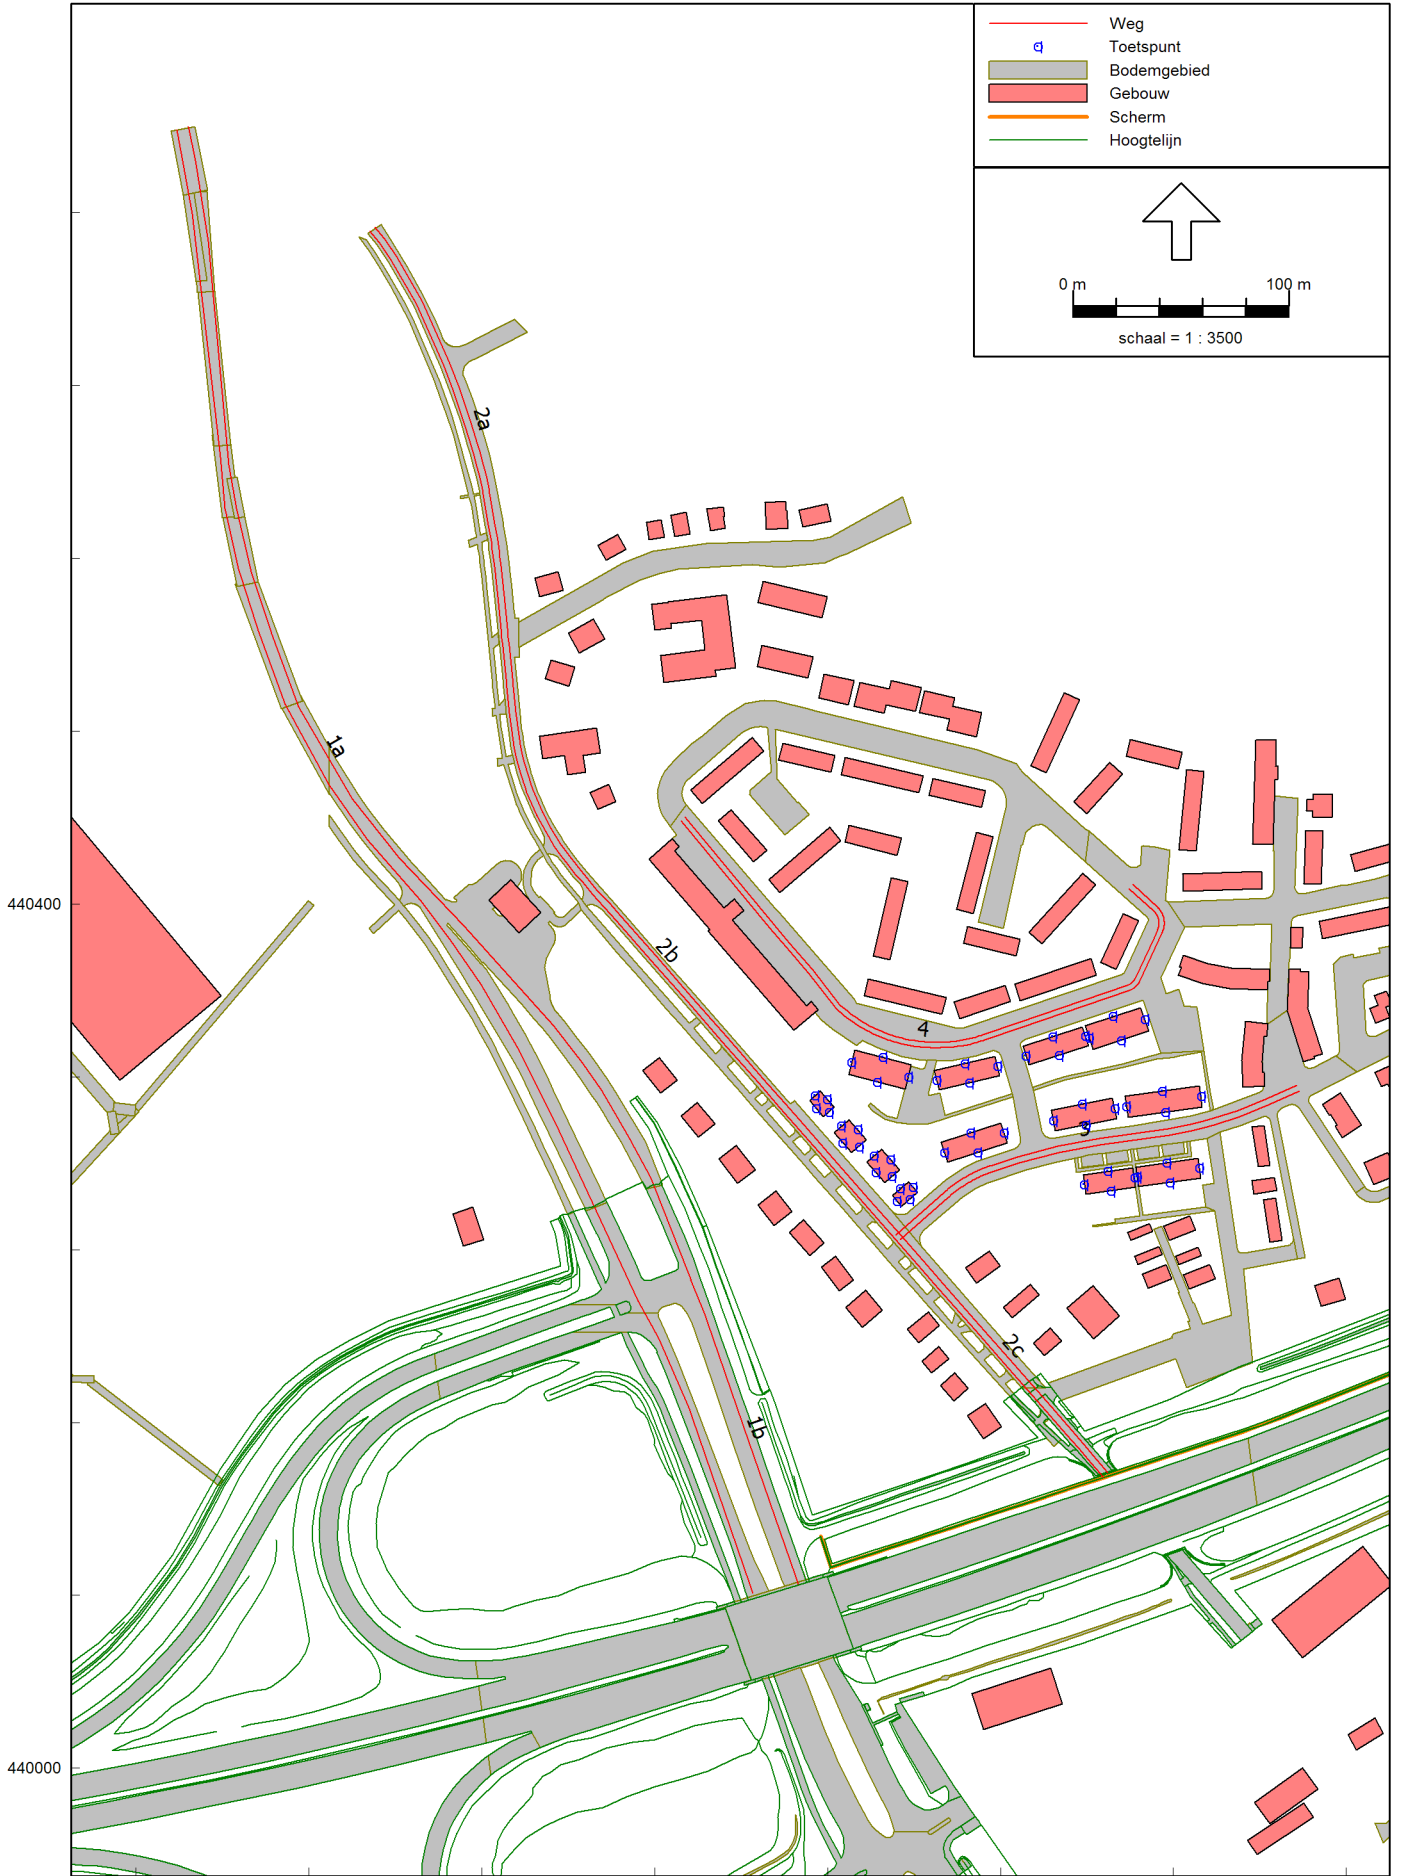 Weg
Toetspunt
Bodemgebied
Gebouw
Scherm
Hoogtelijn
0 m 100 m
schaal = 1 : 3500
2a
1a
440400
2b
4
3
2c
1b
440000